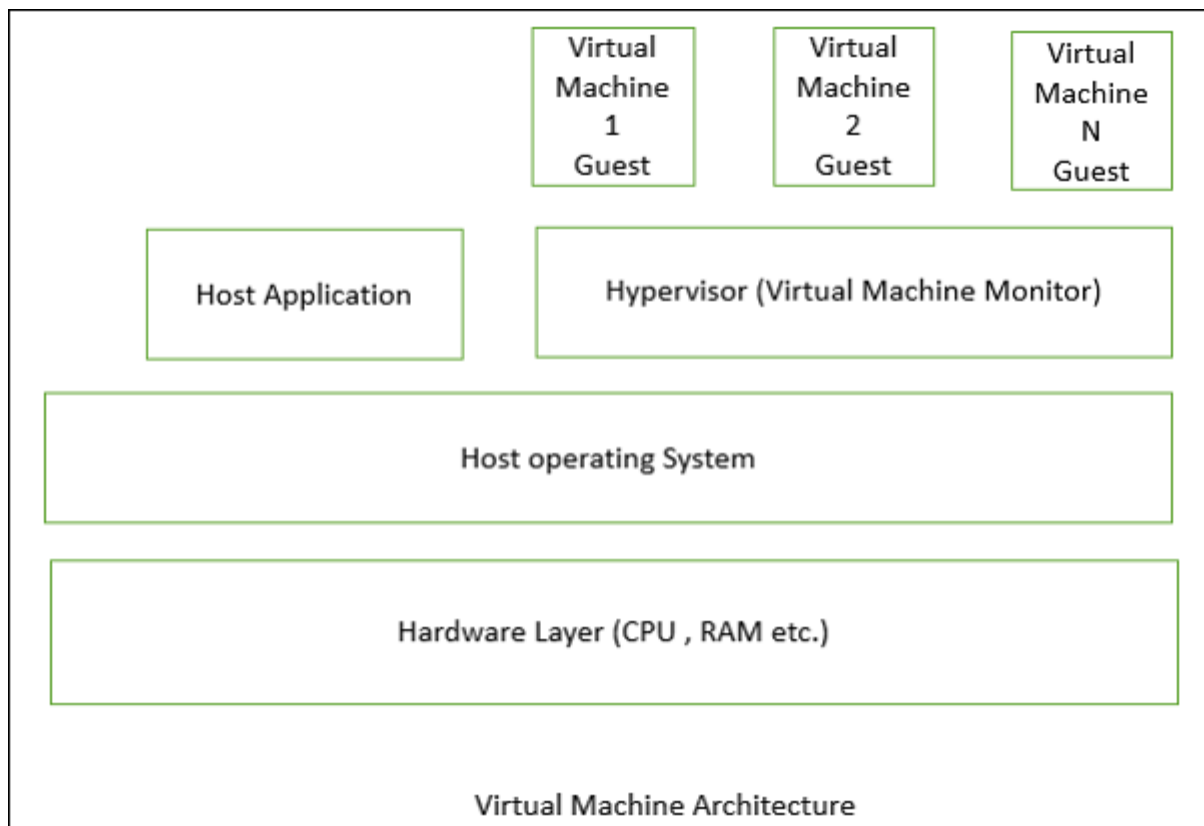 Virtual
Machine
1
Guest
Virtual
Machine
2
Guest
Virtual
Machine
N
Guest
Host Application
Hypervisor (Virtual Machine Monitor)
Host operating System
Hardware Layer (CPU , RAM etc.)
Virtual Machine Architecture